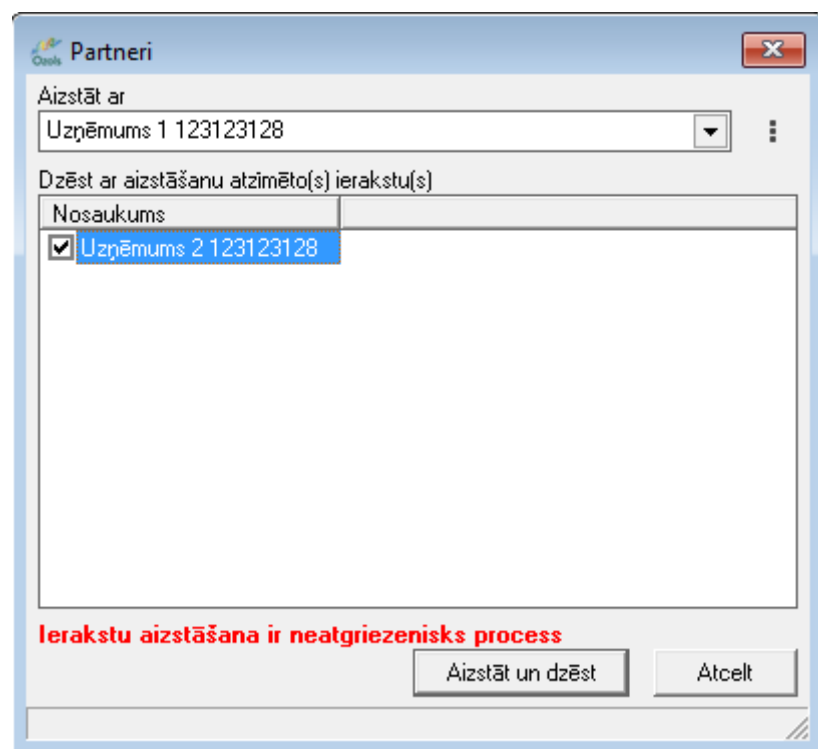 Ozols Partneri
Aizstāt ar
Uzņēmums 1 123123128
Dzēst ar aizstāšanu atzīmēto(s) ierakstu(s)
Nosaukums
Uzņēmums 2 123123128
Ierakstu aizstāšana ir neatgriezenisks process
Aizstāt un dzēst Atcelt